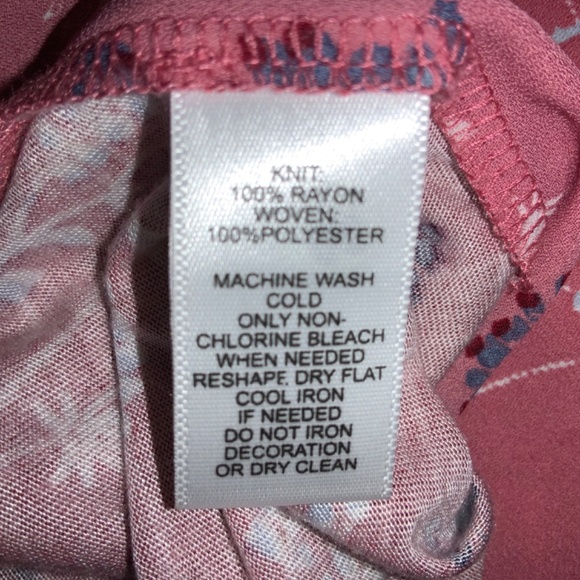 KNIT:
100% RAYON
WOVEN:
100%POLYESTER
MACHINE WASH
COLD
ONLY NON-
CHLORINE BLEACH
WHEN NEEDED
RESHAPE, DRY FLAT
COOL IRON
IF NEEDED
DO NOT IRON
DECORATION
OR DRY CLEAN